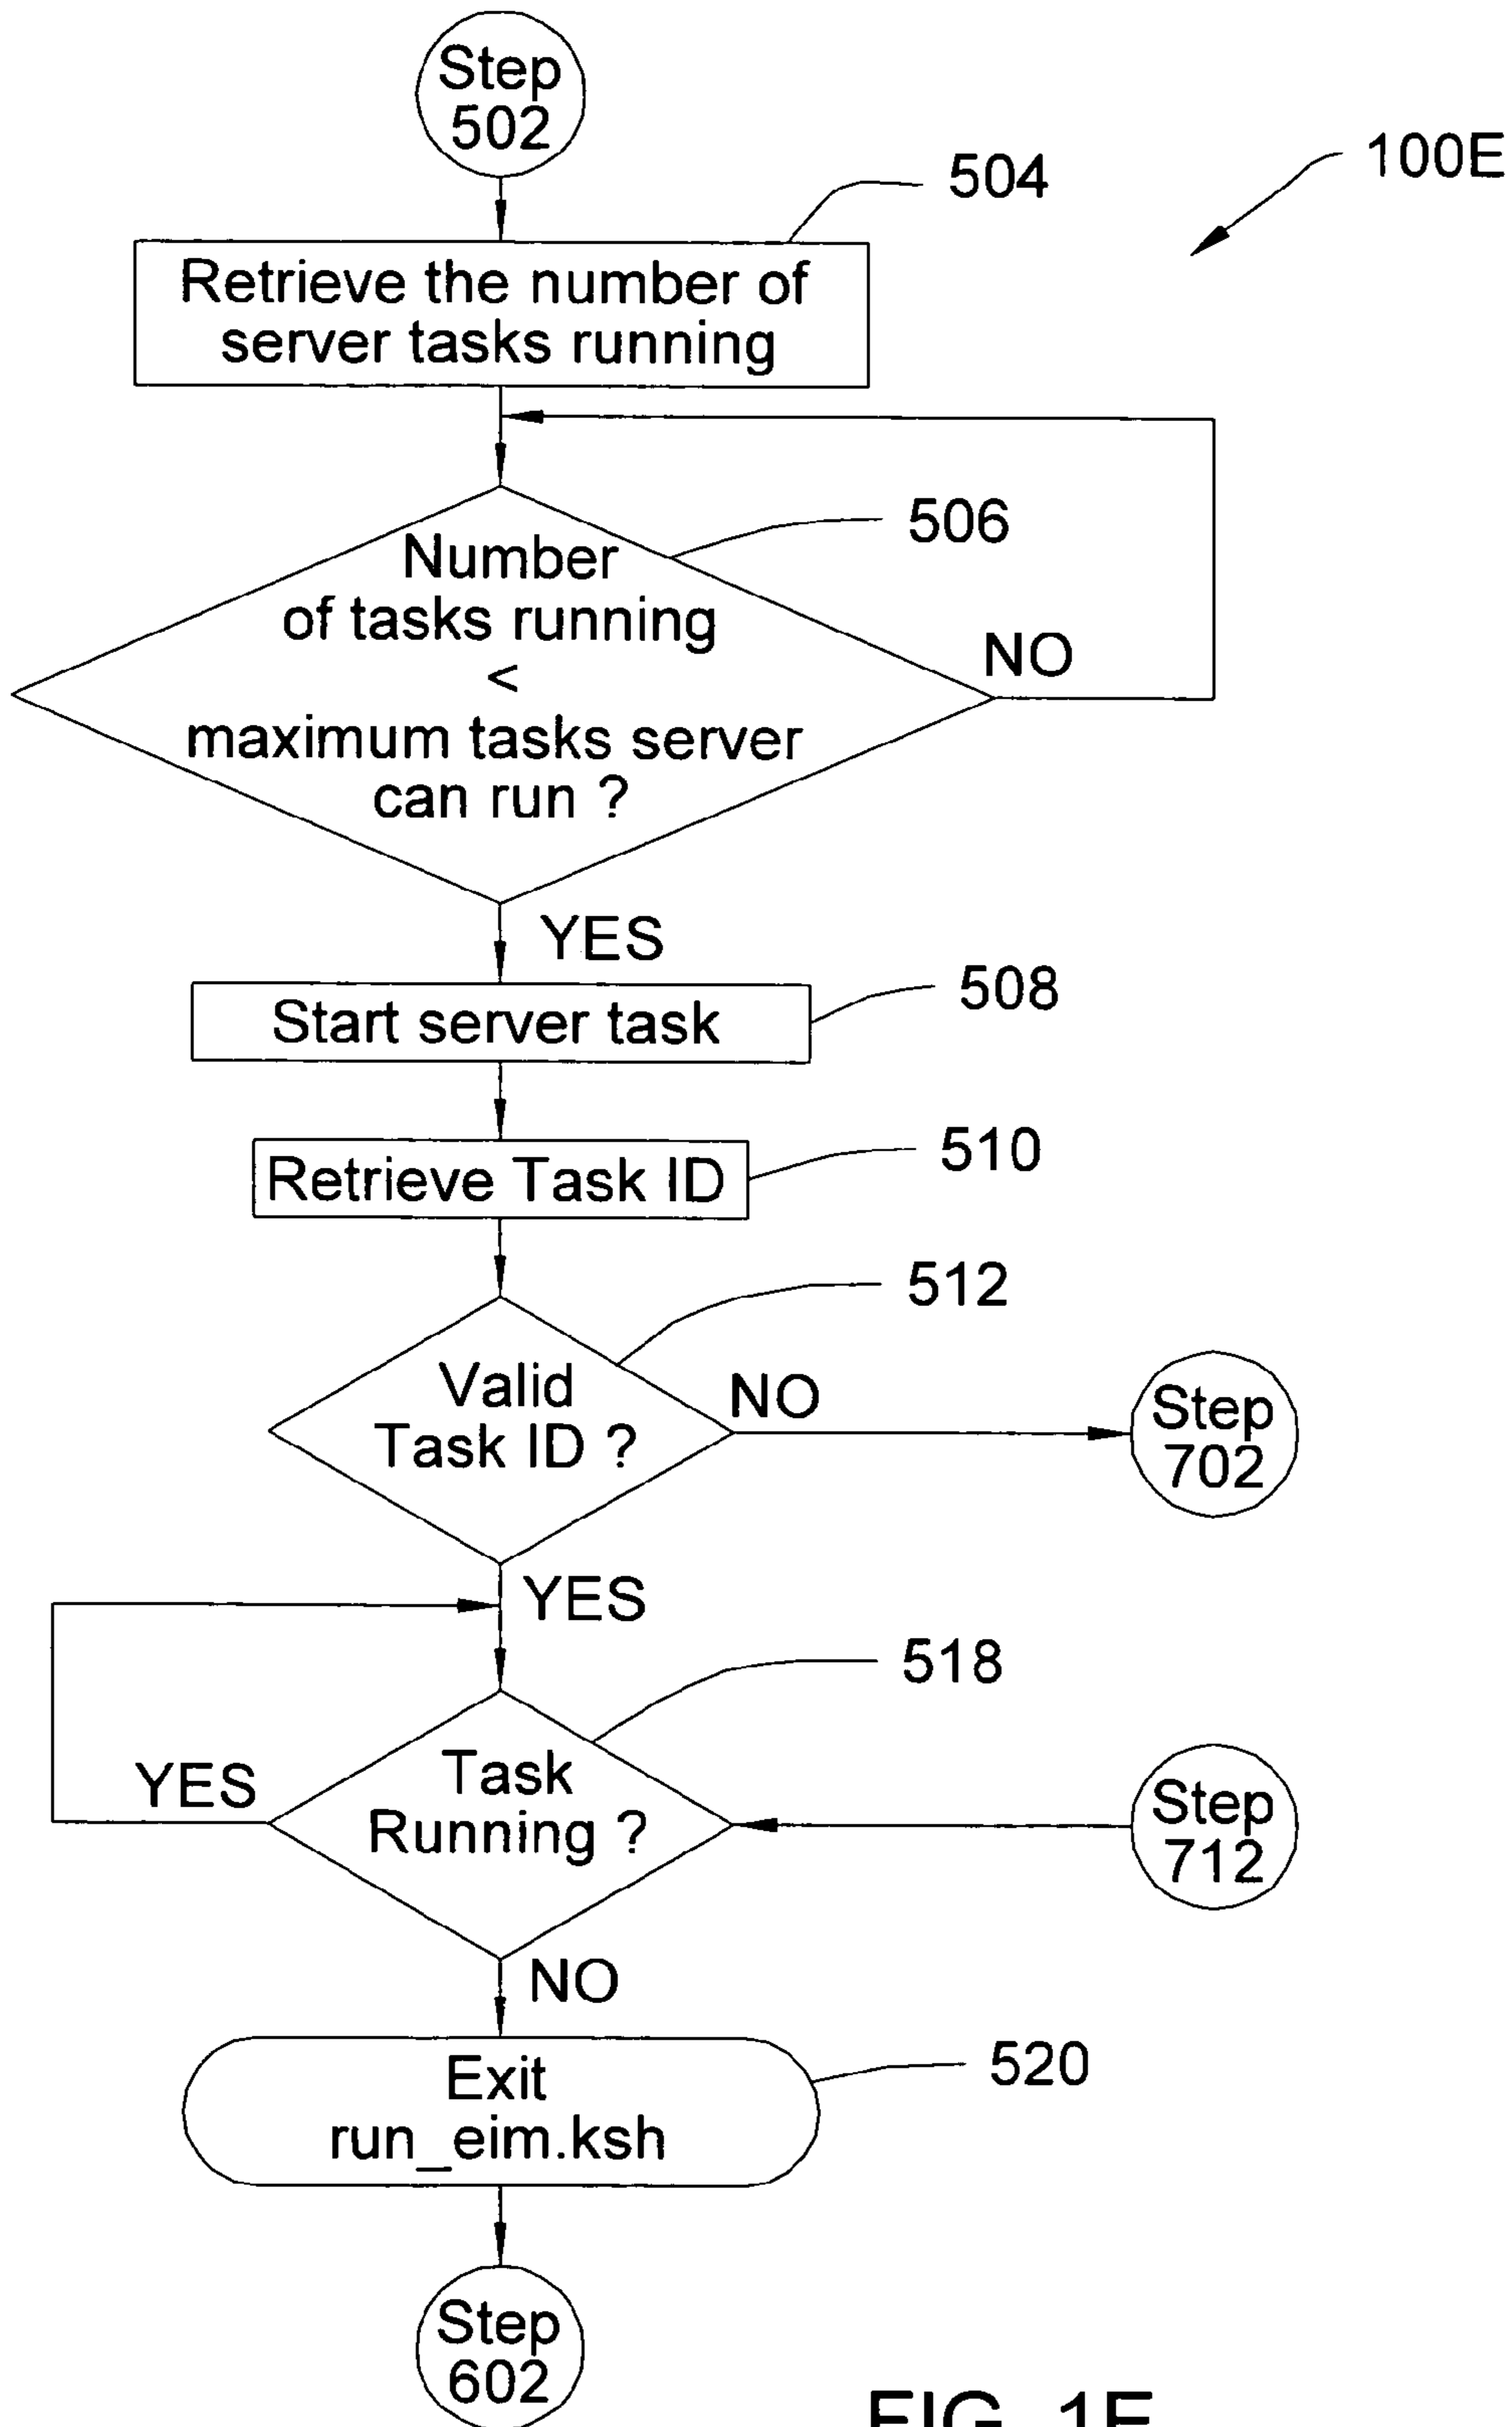 Step
502
504
100E
Retrieve the number of
server tasks running
506
Number
of tasks running
<
maximum tasks server
can run ?
NO
YES
508
Start server task
510
Retrieve Task ID
512
Valid
Task ID ?
NO
Step
702
YES
518
Task
Running ?
YES
Step
712
NO
520
Exit
run_eim.ksh
Step
602
FIG. 1E